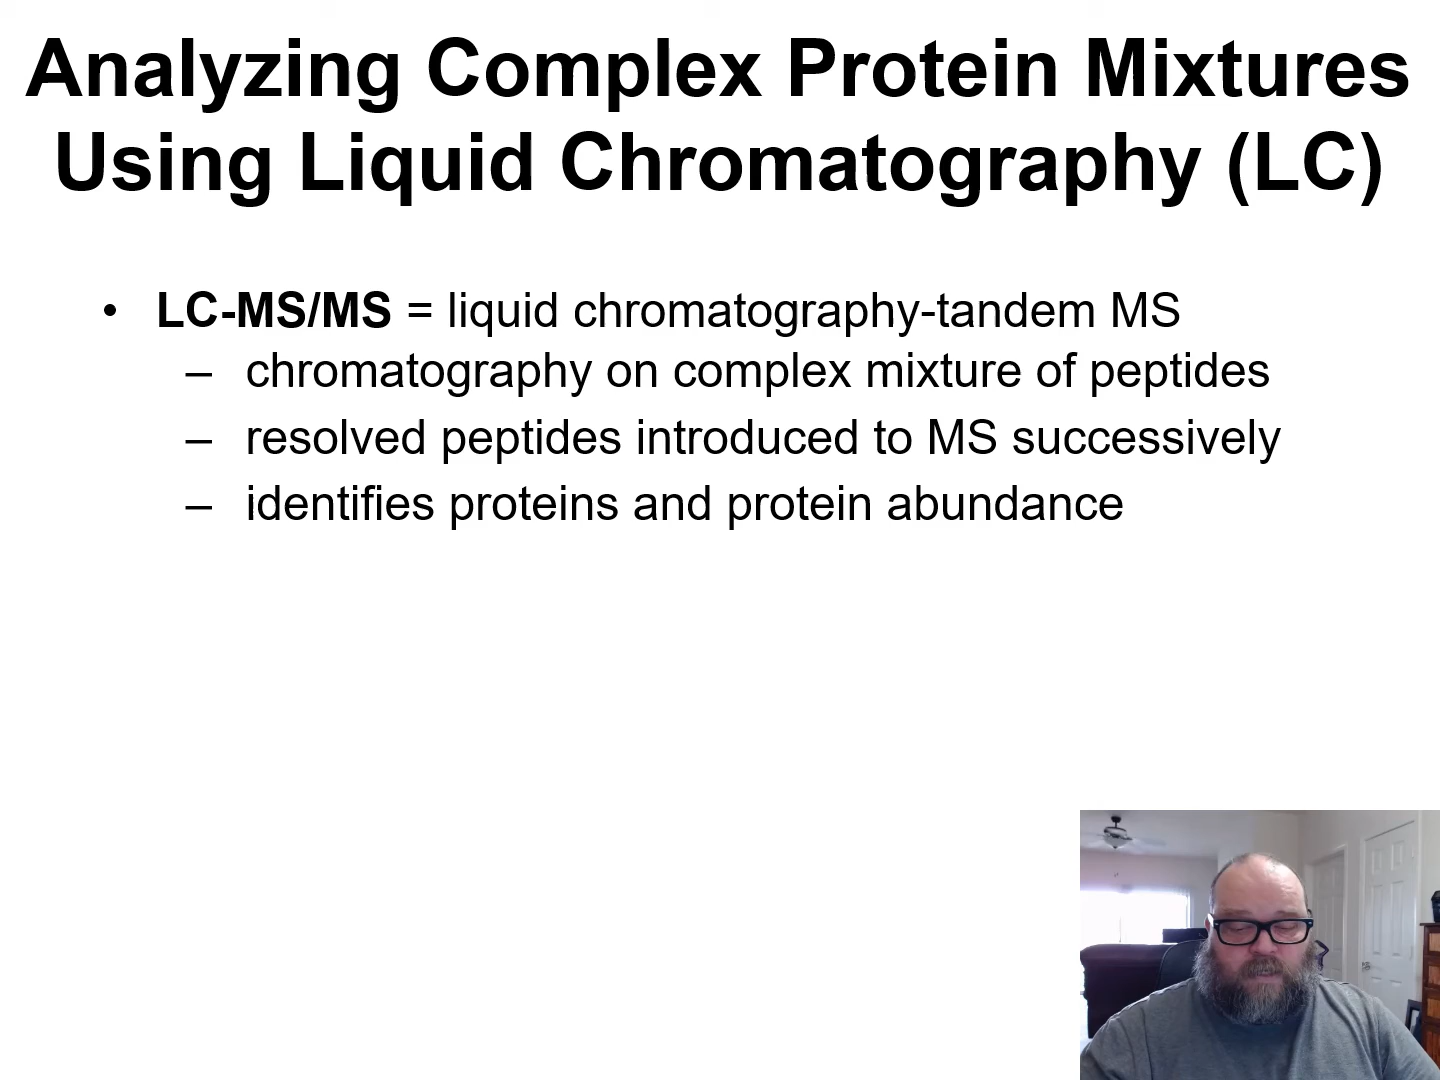 Analyzing Complex Protein Mixtures
Using Liquid Chromatography (LC)
• LC-MS/MS = liquid chromatography-tandem MS
– chromatography on complex mixture of peptides
– resolved peptides introduced to MS successively
– identifies proteins and protein abundance